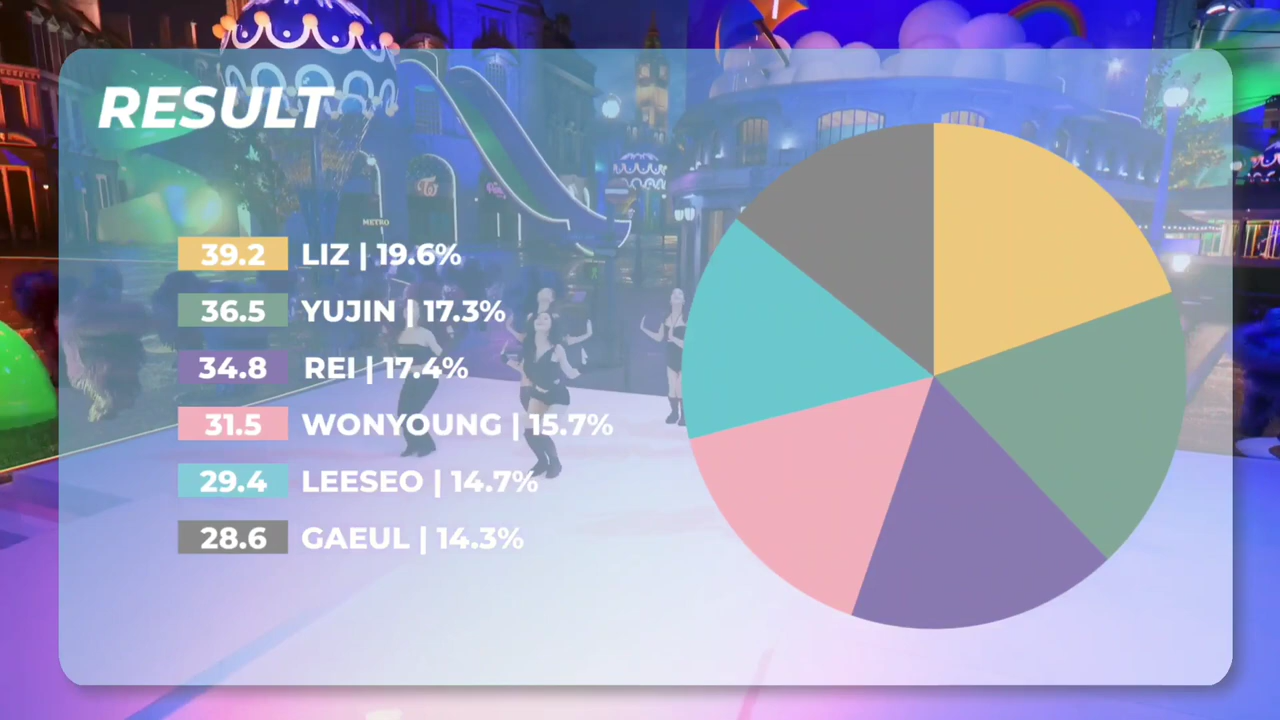 RESULT
39.2 LIZ | 19.6%
36.5 YUJIN | 17.3%
34.8 REI | 17.4%
31.5 WONYOUNG | 15.7%
29.4 LEESEO | 14.7%
28.6 GAEUL | 14.3%
METRO